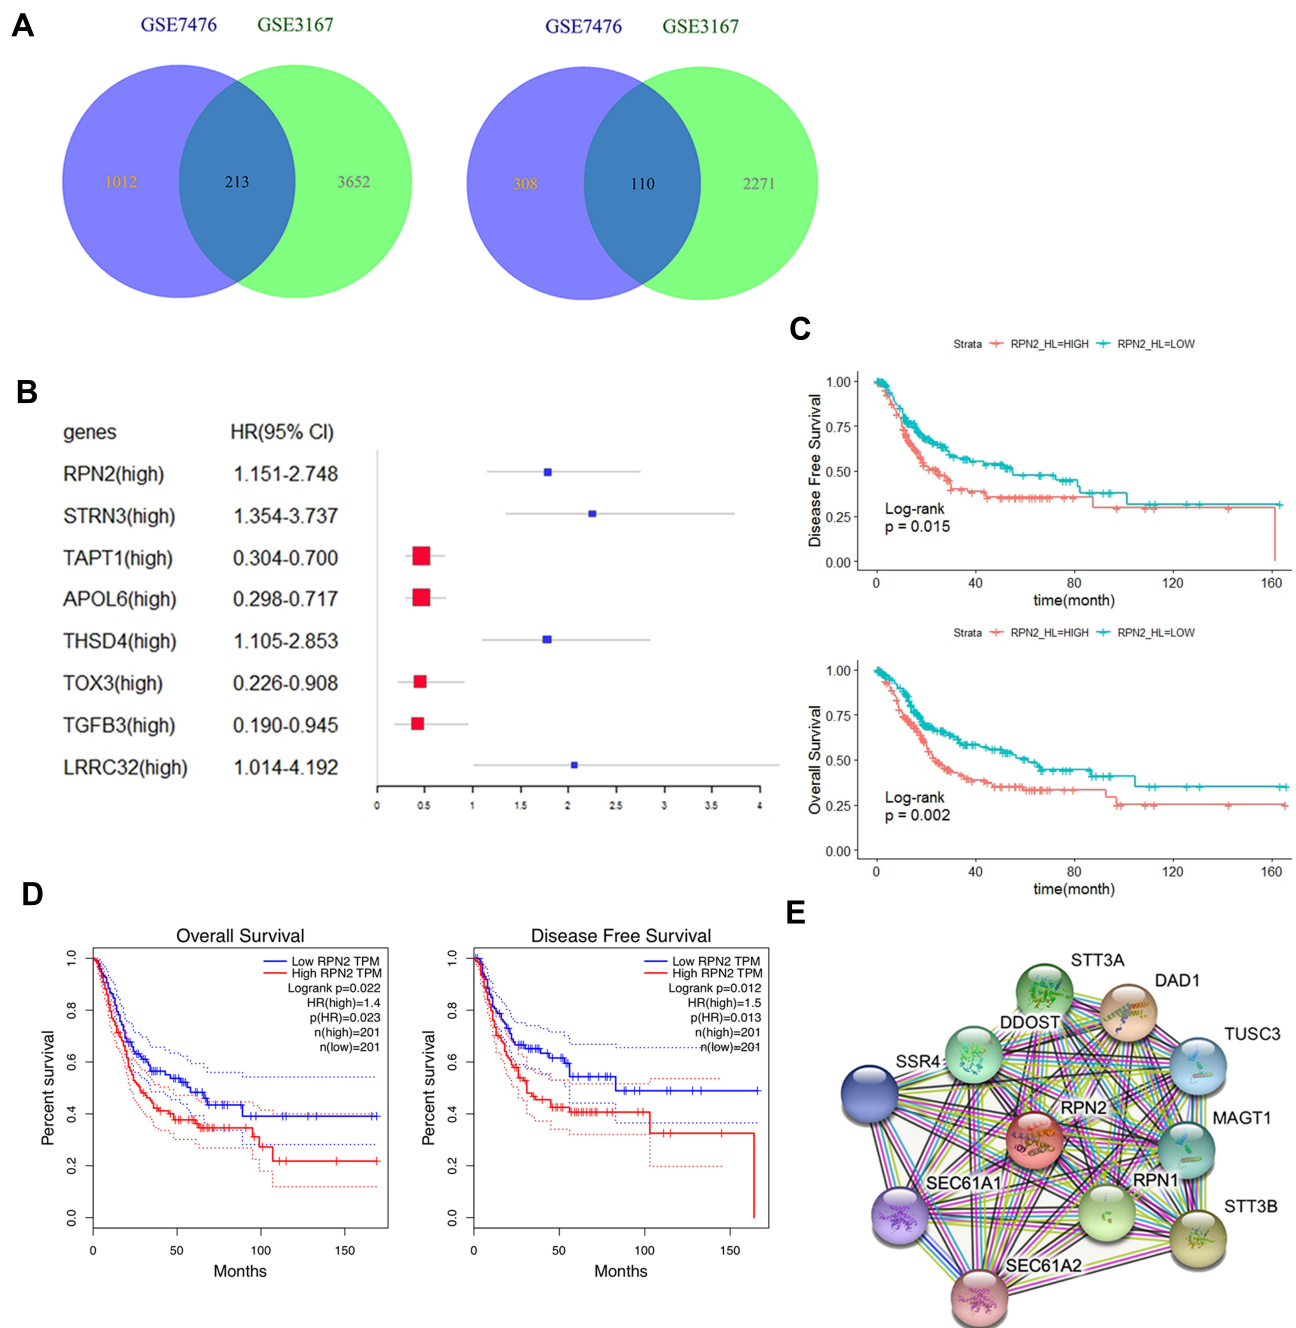 A
GSE7476 GSE3167
1012 213 3652
GSE7476 GSE3167
308 110 2271
B
genes HR(95% CI)
RPN2(high) 1.151-2.748
STRN3(high) 1.354-3.737
TAPT1(high) 0.304-0.700
APOL6(high) 0.298-0.717
THSD4(high) 1.105-2.853
TOX3(high) 0.226-0.908
TGFB3(high) 0.190-0.945
LRRC32(high) 1.014-4.192
0 0.5 1 1.5 2 2.5 3 3.5 4
C
Strata RPN2_HL=HIGH RPN2_HL=LOW
Disease Free Survival
1.00
0.75
0.50
0.25
0.00
Log-rank
p = 0.015
0 40 80 120 160
time(month)
Strata RPN2_HL=HIGH RPN2_HL=LOW
Overall Survival
1.00
0.75
0.50
0.25
0.00
Log-rank
p = 0.002
0 40 80 120 160
time(month)
D
Overall Survival
Percent survival
1.0
0.8
0.6
0.4
0.2
0.0
Low RPN2 TPM
High RPN2 TPM
Logrank p=0.022
HR(high)=1.4
p(HR)=0.023
n(high)=201
n(low)=201
0 50 100 150
Months
Disease Free Survival
Percent survival
1.0
0.8
0.6
0.4
0.2
0.0
Low RPN2 TPM
High RPN2 TPM
Logrank p=0.012
HR(high)=1.5
p(HR)=0.013
n(high)=201
n(low)=201
0 50 100 150
Months
E
STT3A
DAD1
DDOST
TUSC3
SSR4
RPN2
MAGT1
SEC61A1
RPN1
STT3B
SEC61A2